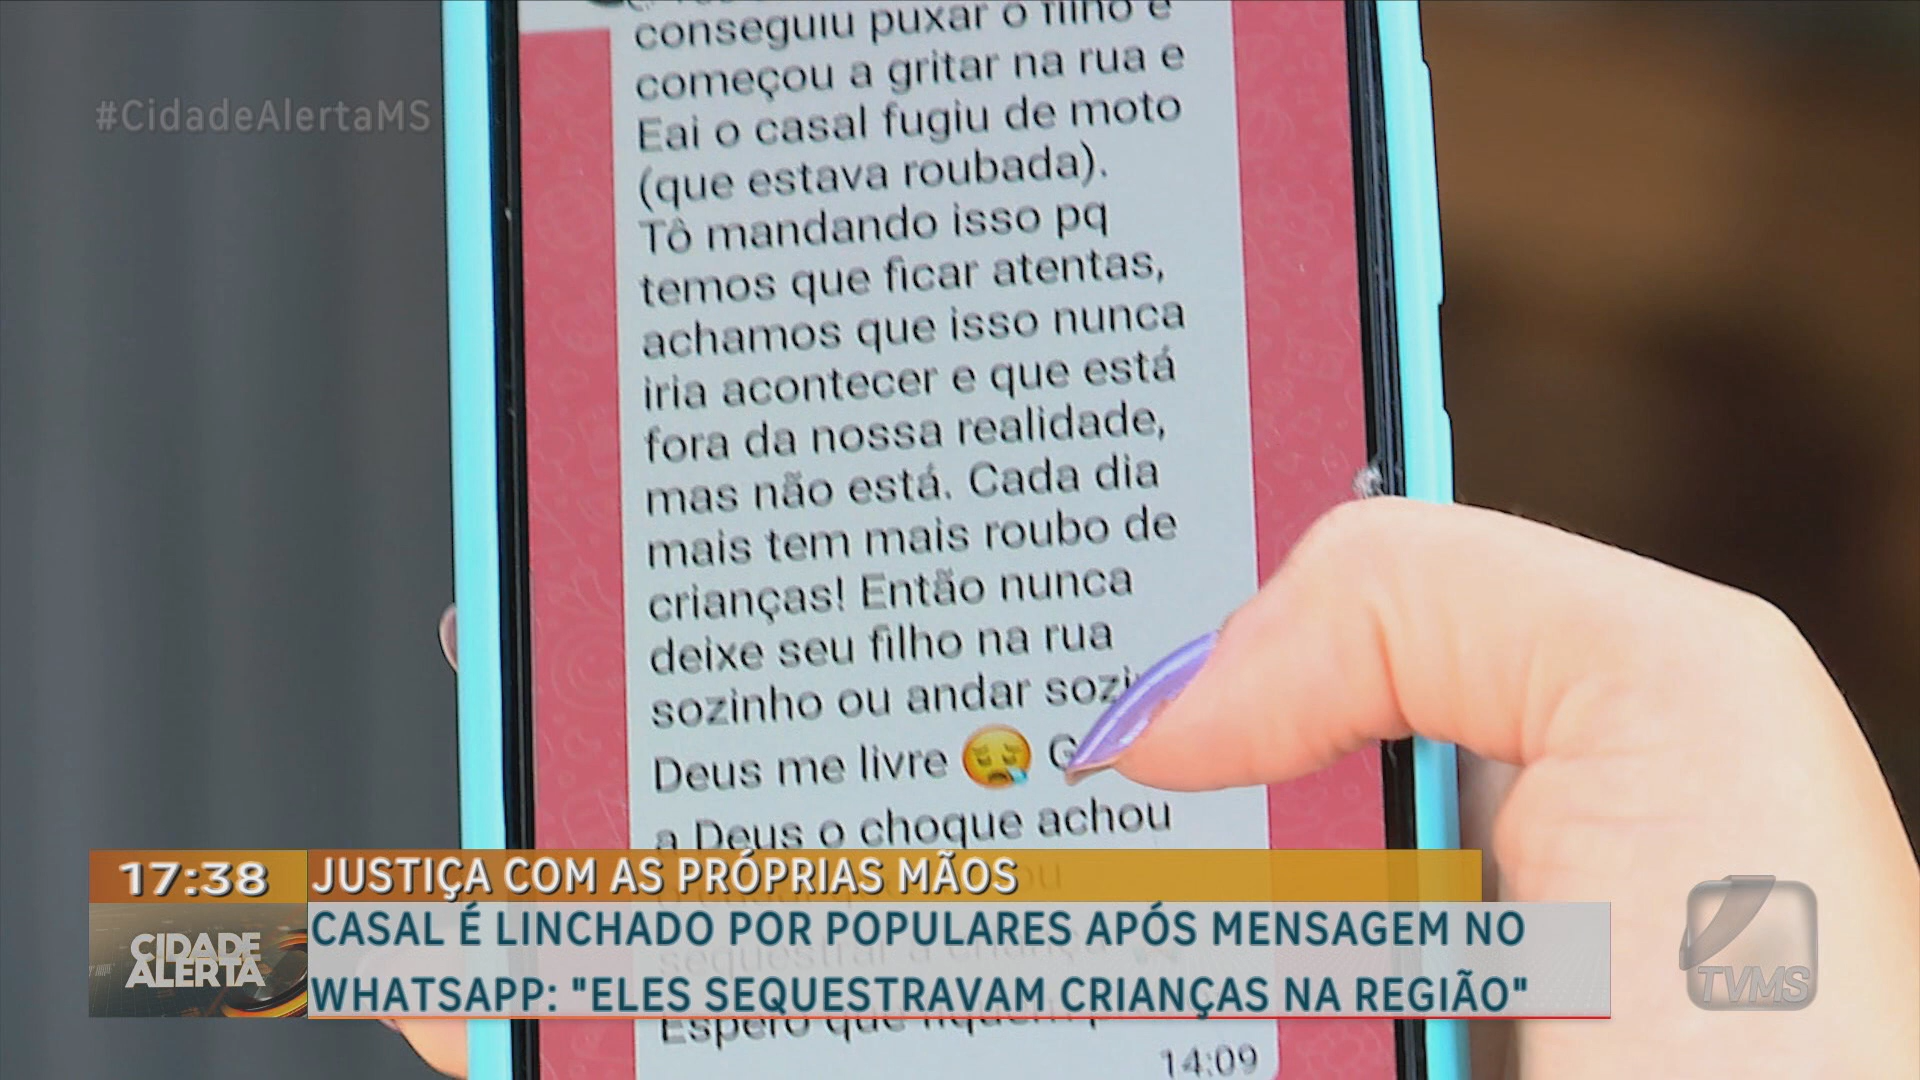 conseguiu puxar o filho e
começou a gritar na rua e
Eai o casal fugiu de moto
(que estava roubada).
Tô mandando isso pq
temos que ficar atentas,
achamos que isso nunca
iria acontecer e que está
fora da nossa realidade,
mas não está. Cada dia
mais tem mais roubo de
crianças! Então nunca
deixe seu filho na rua
sozinho ou andar
Deus me livre 😪
a Deus o choque achou
sequestrar a criança
Espero que
14:09
#CidadeAlertaMS
17:38
JUSTIÇA COM AS PRÓPRIAS MÃOS
CIDADE
ALERTA
CASAL É LINCHADO POR POPULARES APÓS MENSAGEM NO
WHATSAPP: "ELES SEQUESTRAVAM CRIANÇAS NA REGIÃO"
TVMS